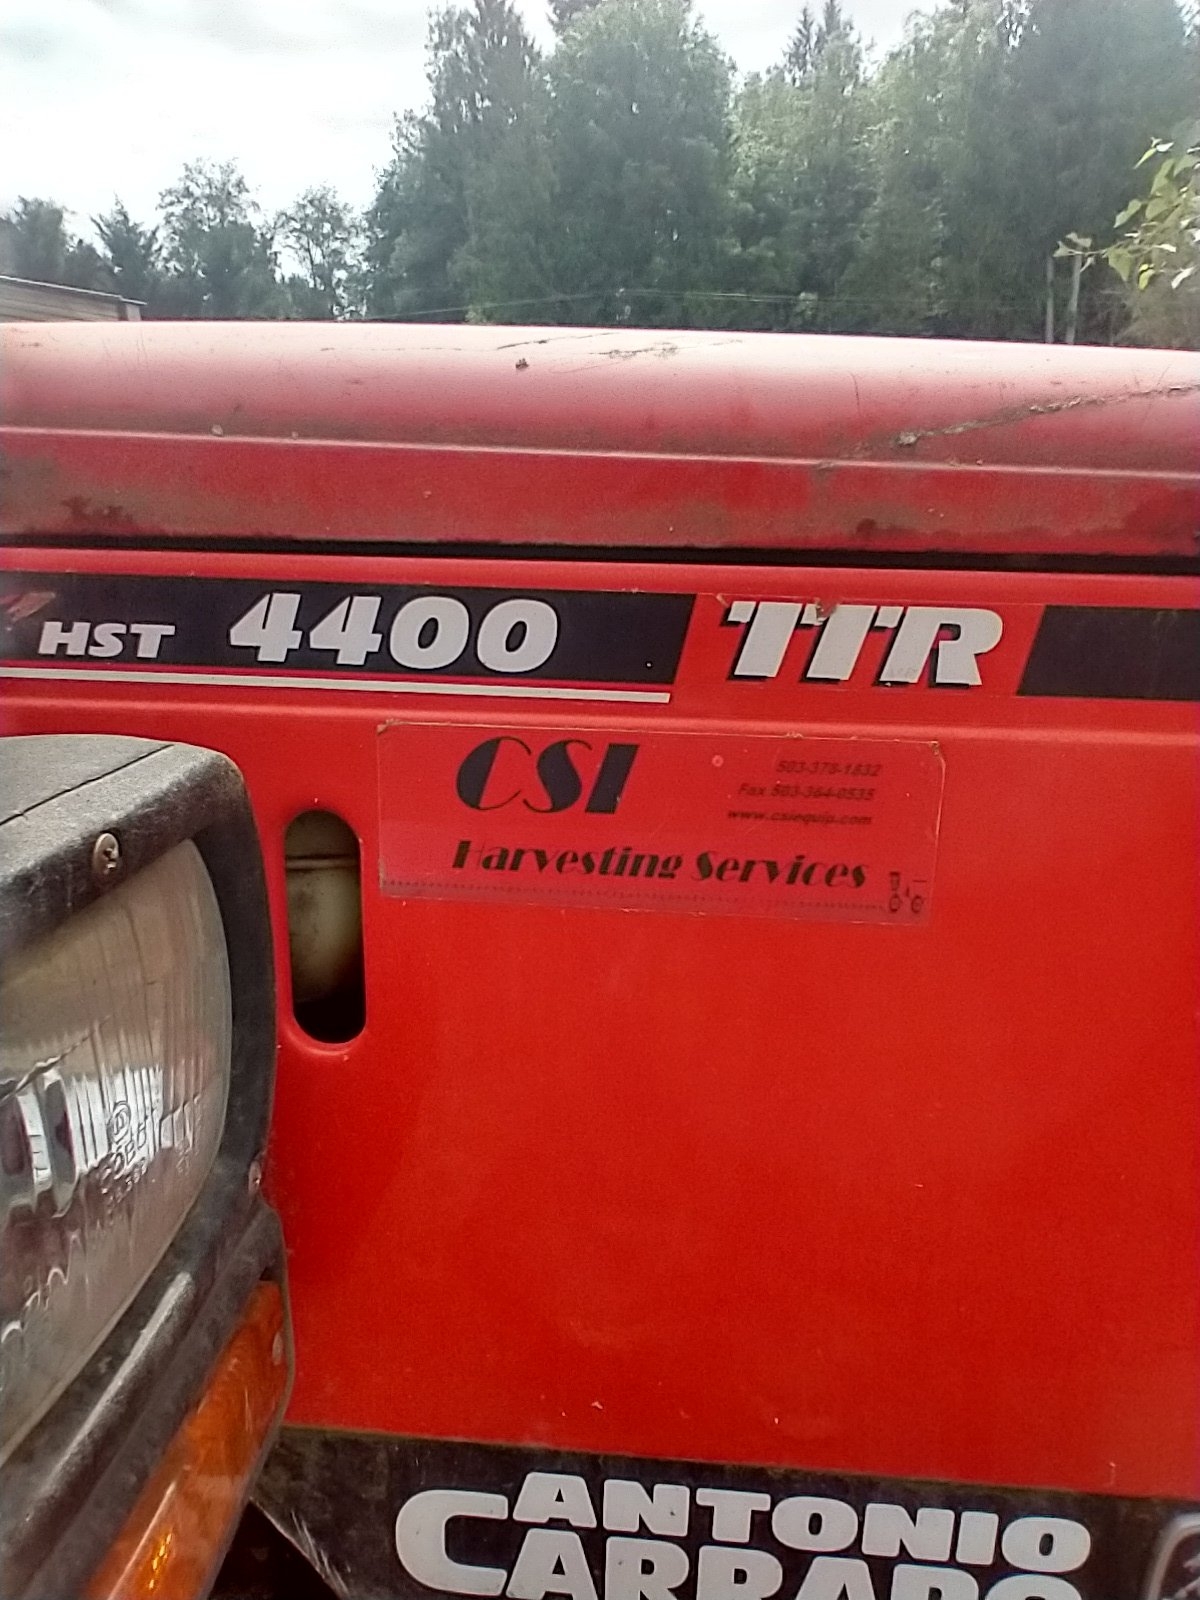 HST 4400 TTR
CSI
503-378-1832
Fax 503-364-0535
www.csiequip.com
Harvesting Services
ANTONIO
CARRARO